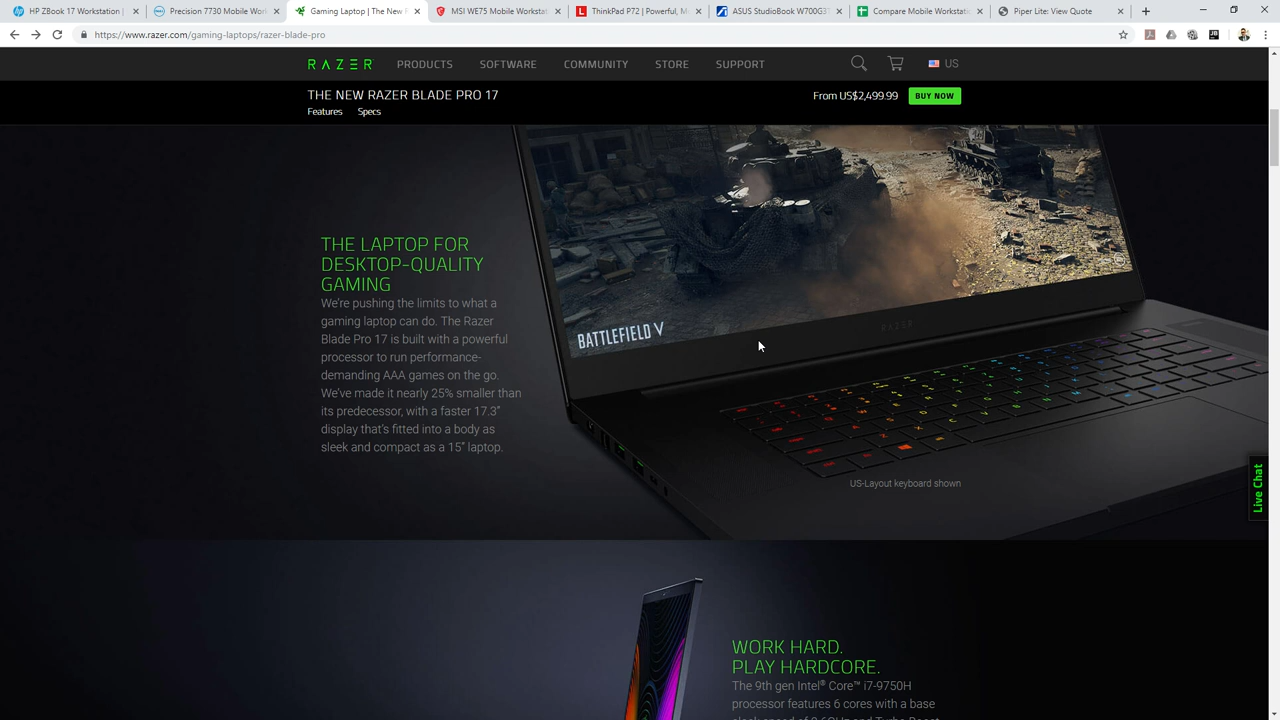 HP ZBook 17 Workstation |
Precision 7730 Mobile Wor
Gaming Laptop | The New R
MSI WE75 Mobile Workstat
ThinkPad P72 | Powerful, M
ASUS StudioBook W700G3T
Compare Mobile Workstati
Piper Lite: View Quote
https://www.razer.com/gaming-laptops/razer-blade-pro
RAZER
PRODUCTS
SOFTWARE
COMMUNITY
STORE
SUPPORT
US
THE NEW RAZER BLADE PRO 17
From US$2,499.99
BUY NOW
Features
Specs
THE LAPTOP FOR
DESKTOP-QUALITY
GAMING
We're pushing the limits to what a
gaming laptop can do. The Razer
Blade Pro 17 is built with a powerful
processor to run performance-
demanding AAA games on the go.
We've made it nearly 25% smaller than
its predecessor, with a faster 17.3”
display that's fitted into a body as
sleek and compact as a 15” laptop.
BATTLEFIELD V
RAZER
US-Layout keyboard shown
Live Chat
WORK HARD.
PLAY HARDCORE.
The 9th gen Intel® Core™ i7-9750H
processor features 6 cores with a base